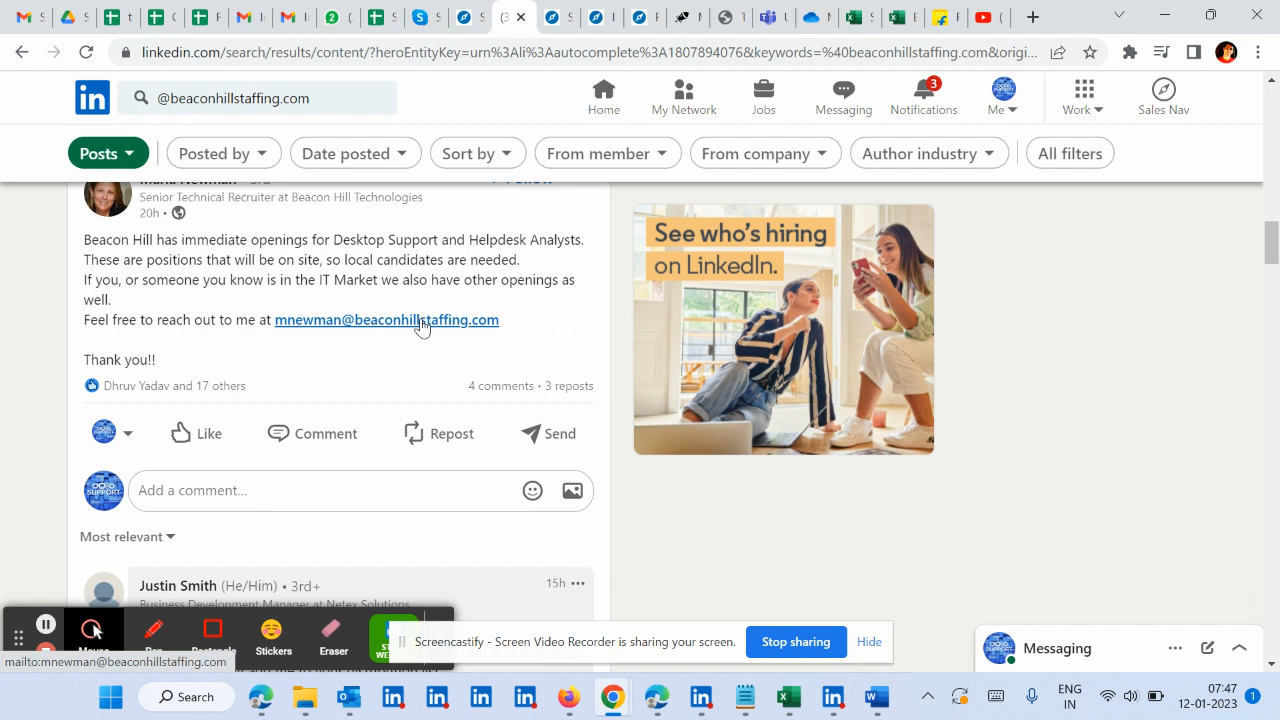 linkedin.com/search/results/content/?heroEntityKey=urn%3Ali%3Aautocomplete%3A1807894076&keywords=%40beaconhillstaffing.com&origi...
in
@beaconhillstaffing.com
Home
My Network
Jobs
Messaging
3
Notifications
Me
Work
Sales Nav
Posts
Posted by
Date posted
Sort by
From member
From company
Author industry
All filters
Senior Technical Recruiter at Beacon Hill Technologies
20h •
Beacon Hill has immediate openings for Desktop Support and Helpdesk Analysts.
These are positions that will be on site, so local candidates are needed.
If you, or someone you know is in the IT Market we also have other openings as
well.
Feel free to reach out to me at mnewman@beaconhillstaffing.com
Thank you!!
Dhruv Yadav and 17 others
4 comments • 3 reposts
Like
Comment
Repost
Send
Add a comment...
Most relevant
Justin Smith (He/Him) • 3rd+
15h •••
Business Development Manager at Netex Solutions
See who's hiring
on LinkedIn.
Stickers
Eraser
Screencastify - Screen Video Recorder is sharing your screen.
Stop sharing
Hide
mailto:mnewman@beaconhillstaffing.com
Messaging
Search
ENG
IN
07:47
12-01-2023
1